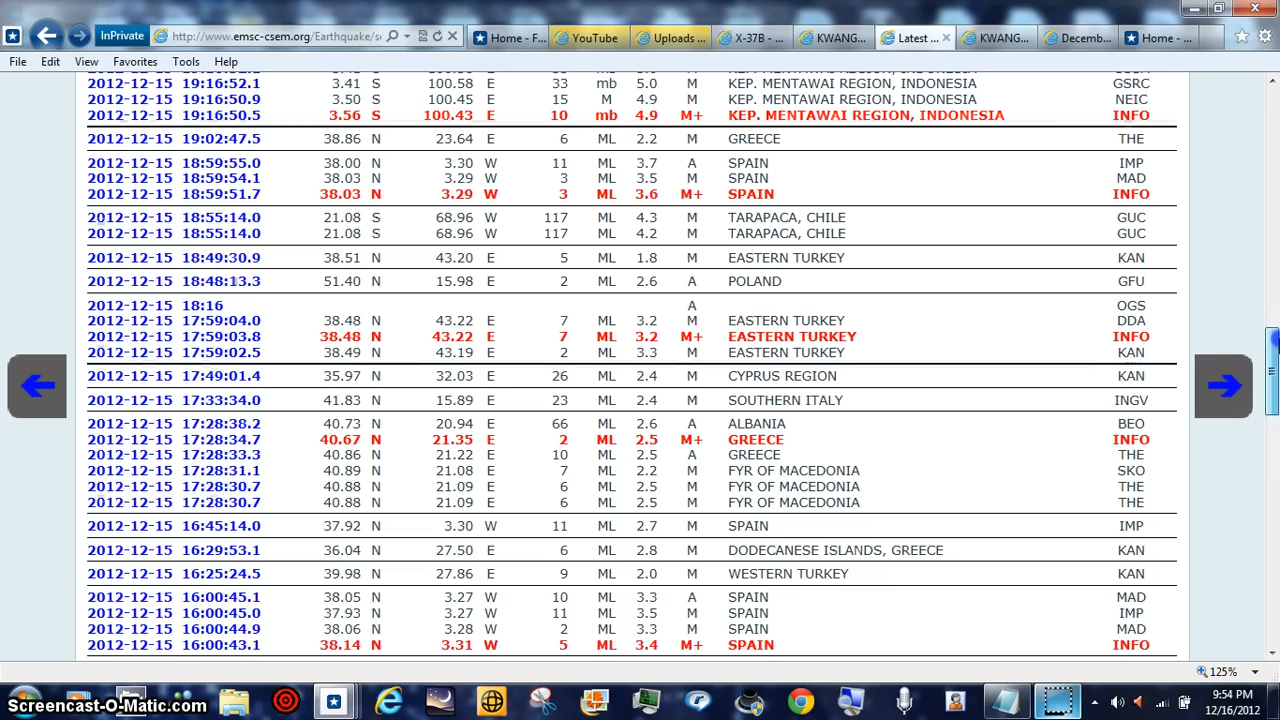 InPrivate http://www.emsc-csem.org/Earthquake/se Home - F... YouTube Uploads ... X-37B - ... KWANG... Latest ... KWANG... Decemb... Home - ...
File Edit View Favorites Tools Help
2012-12-15 19:16:52.1 3.41 S 100.58 E 33 mb 5.0 M KEP. MENTAWAI REGION, INDONESIA GSRC
2012-12-15 19:16:50.9 3.50 S 100.45 E 15 M 4.9 M KEP. MENTAWAI REGION, INDONESIA NEIC
2012-12-15 19:16:50.5 3.56 S 100.43 E 10 mb 4.9 M+ KEP. MENTAWAI REGION, INDONESIA INFO
2012-12-15 19:02:47.5 38.86 N 23.64 E 6 ML 2.2 M GREECE THE
2012-12-15 18:59:55.0 38.00 N 3.30 W 11 ML 3.7 A SPAIN IMP
2012-12-15 18:59:54.1 38.03 N 3.29 W 3 ML 3.5 M SPAIN MAD
2012-12-15 18:59:51.7 38.03 N 3.29 W 3 ML 3.6 M+ SPAIN INFO
2012-12-15 18:55:14.0 21.08 S 68.96 W 117 ML 4.3 M TARAPACA, CHILE GUC
2012-12-15 18:55:14.0 21.08 S 68.96 W 117 ML 4.2 M TARAPACA, CHILE GUC
2012-12-15 18:49:30.9 38.51 N 43.20 E 5 ML 1.8 M EASTERN TURKEY KAN
2012-12-15 18:48:13.3 51.40 N 15.98 E 2 ML 2.6 A POLAND GFU
2012-12-15 18:16 A OGS
2012-12-15 17:59:04.0 38.48 N 43.22 E 7 ML 3.2 M EASTERN TURKEY DDA
2012-12-15 17:59:03.8 38.48 N 43.22 E 7 ML 3.2 M+ EASTERN TURKEY INFO
2012-12-15 17:59:02.5 38.49 N 43.19 E 2 ML 3.3 M EASTERN TURKEY KAN
2012-12-15 17:49:01.4 35.97 N 32.03 E 26 ML 2.4 M CYPRUS REGION KAN
2012-12-15 17:33:34.0 41.83 N 15.89 E 23 ML 2.4 M SOUTHERN ITALY INGV
2012-12-15 17:28:38.2 40.73 N 20.94 E 66 ML 2.6 A ALBANIA BEO
2012-12-15 17:28:34.7 40.67 N 21.35 E 2 ML 2.5 M+ GREECE INFO
2012-12-15 17:28:33.3 40.86 N 21.22 E 10 ML 2.5 A GREECE THE
2012-12-15 17:28:31.1 40.89 N 21.08 E 7 ML 2.2 M FYR OF MACEDONIA SKO
2012-12-15 17:28:30.7 40.88 N 21.09 E 6 ML 2.5 M FYR OF MACEDONIA THE
2012-12-15 17:28:30.7 40.88 N 21.09 E 6 ML 2.5 M FYR OF MACEDONIA THE
2012-12-15 16:45:14.0 37.92 N 3.30 W 11 ML 2.7 M SPAIN IMP
2012-12-15 16:29:53.1 36.04 N 27.50 E 6 ML 2.8 M DODECANESE ISLANDS, GREECE KAN
2012-12-15 16:25:24.5 39.98 N 27.86 E 9 ML 2.0 M WESTERN TURKEY KAN
2012-12-15 16:00:45.1 38.05 N 3.27 W 10 ML 3.3 A SPAIN MAD
2012-12-15 16:00:45.0 37.93 N 3.27 W 11 ML 3.5 M SPAIN IMP
2012-12-15 16:00:44.9 38.06 N 3.28 W 2 ML 3.3 M SPAIN MAD
2012-12-15 16:00:43.1 38.14 N 3.31 W 5 ML 3.4 M+ SPAIN INFO
125%
Screencast-O-Matic.com 9:54 PM
12/16/2012